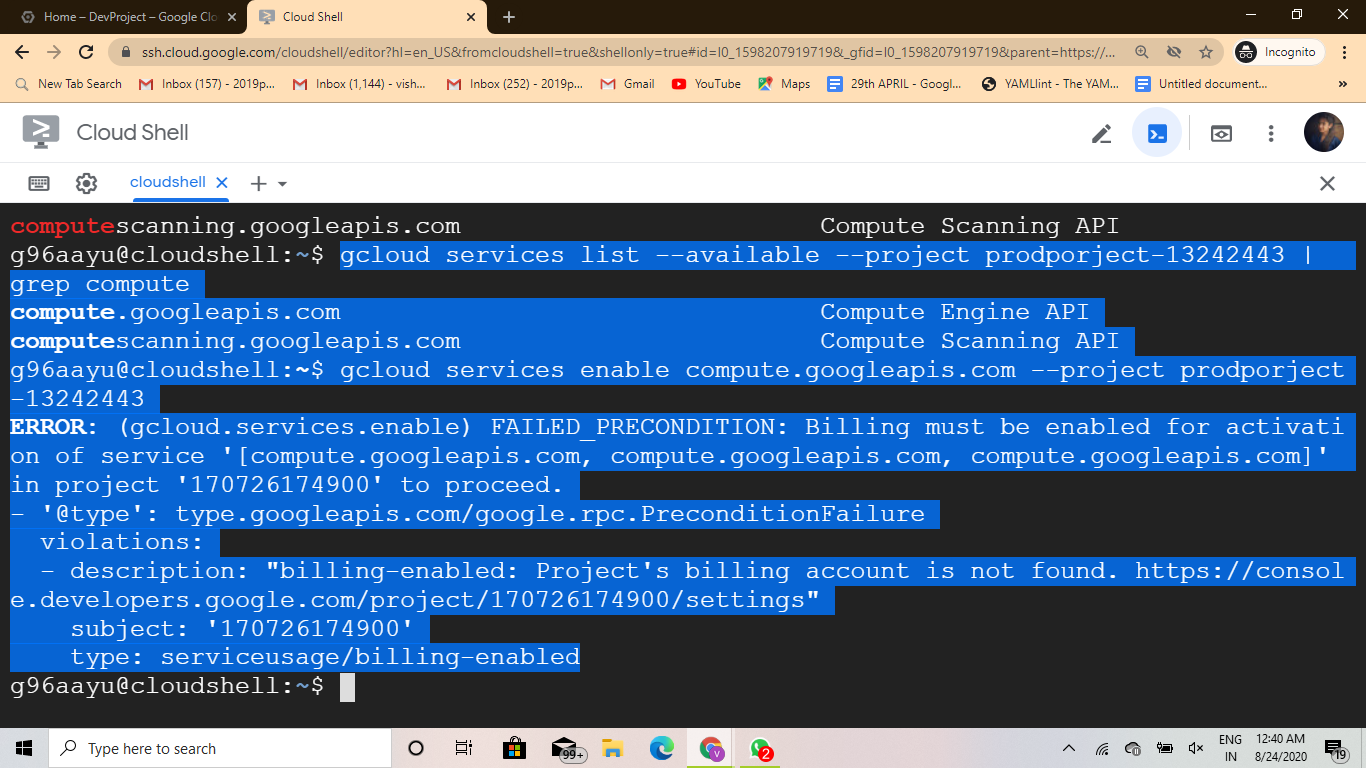 Home – DevProject – Google Clo
Cloud Shell
ssh.cloud.google.com/cloudshell/editor?hl=en_US&fromcloudshell=true&shellonly=true#id=I0_1598207919719&_gfid=I0_1598207919719&parent=https://...
Incognito
New Tab Search
Inbox (157) - 2019p...
Inbox (1,144) - vish...
Inbox (252) - 2019p...
Gmail
YouTube
Maps
29th APRIL - Googl...
YAMLlint - The YAM...
Untitled document...
»
Cloud Shell
cloudshell
computescanning.googleapis.com Compute Scanning API
g96aayu@cloudshell:~$ gcloud services list --available --project prodporject-13242443 |
grep compute
compute.googleapis.com Compute Engine API
computescanning.googleapis.com Compute Scanning API
g96aayu@cloudshell:~$ gcloud services enable compute.googleapis.com --project prodporject
-13242443
ERROR: (gcloud.services.enable) FAILED_PRECONDITION: Billing must be enabled for activati
on of service '[compute.googleapis.com, compute.googleapis.com, compute.googleapis.com]'
in project '170726174900' to proceed.
- '@type': type.googleapis.com/google.rpc.PreconditionFailure
violations:
- description: "billing-enabled: Project's billing account is not found. https://consol
e.developers.google.com/project/170726174900/settings"
subject: '170726174900'
type: serviceusage/billing-enabled
g96aayu@cloudshell:~$
Type here to search
99+
V
2
ENG
IN
12:40 AM
8/24/2020
19